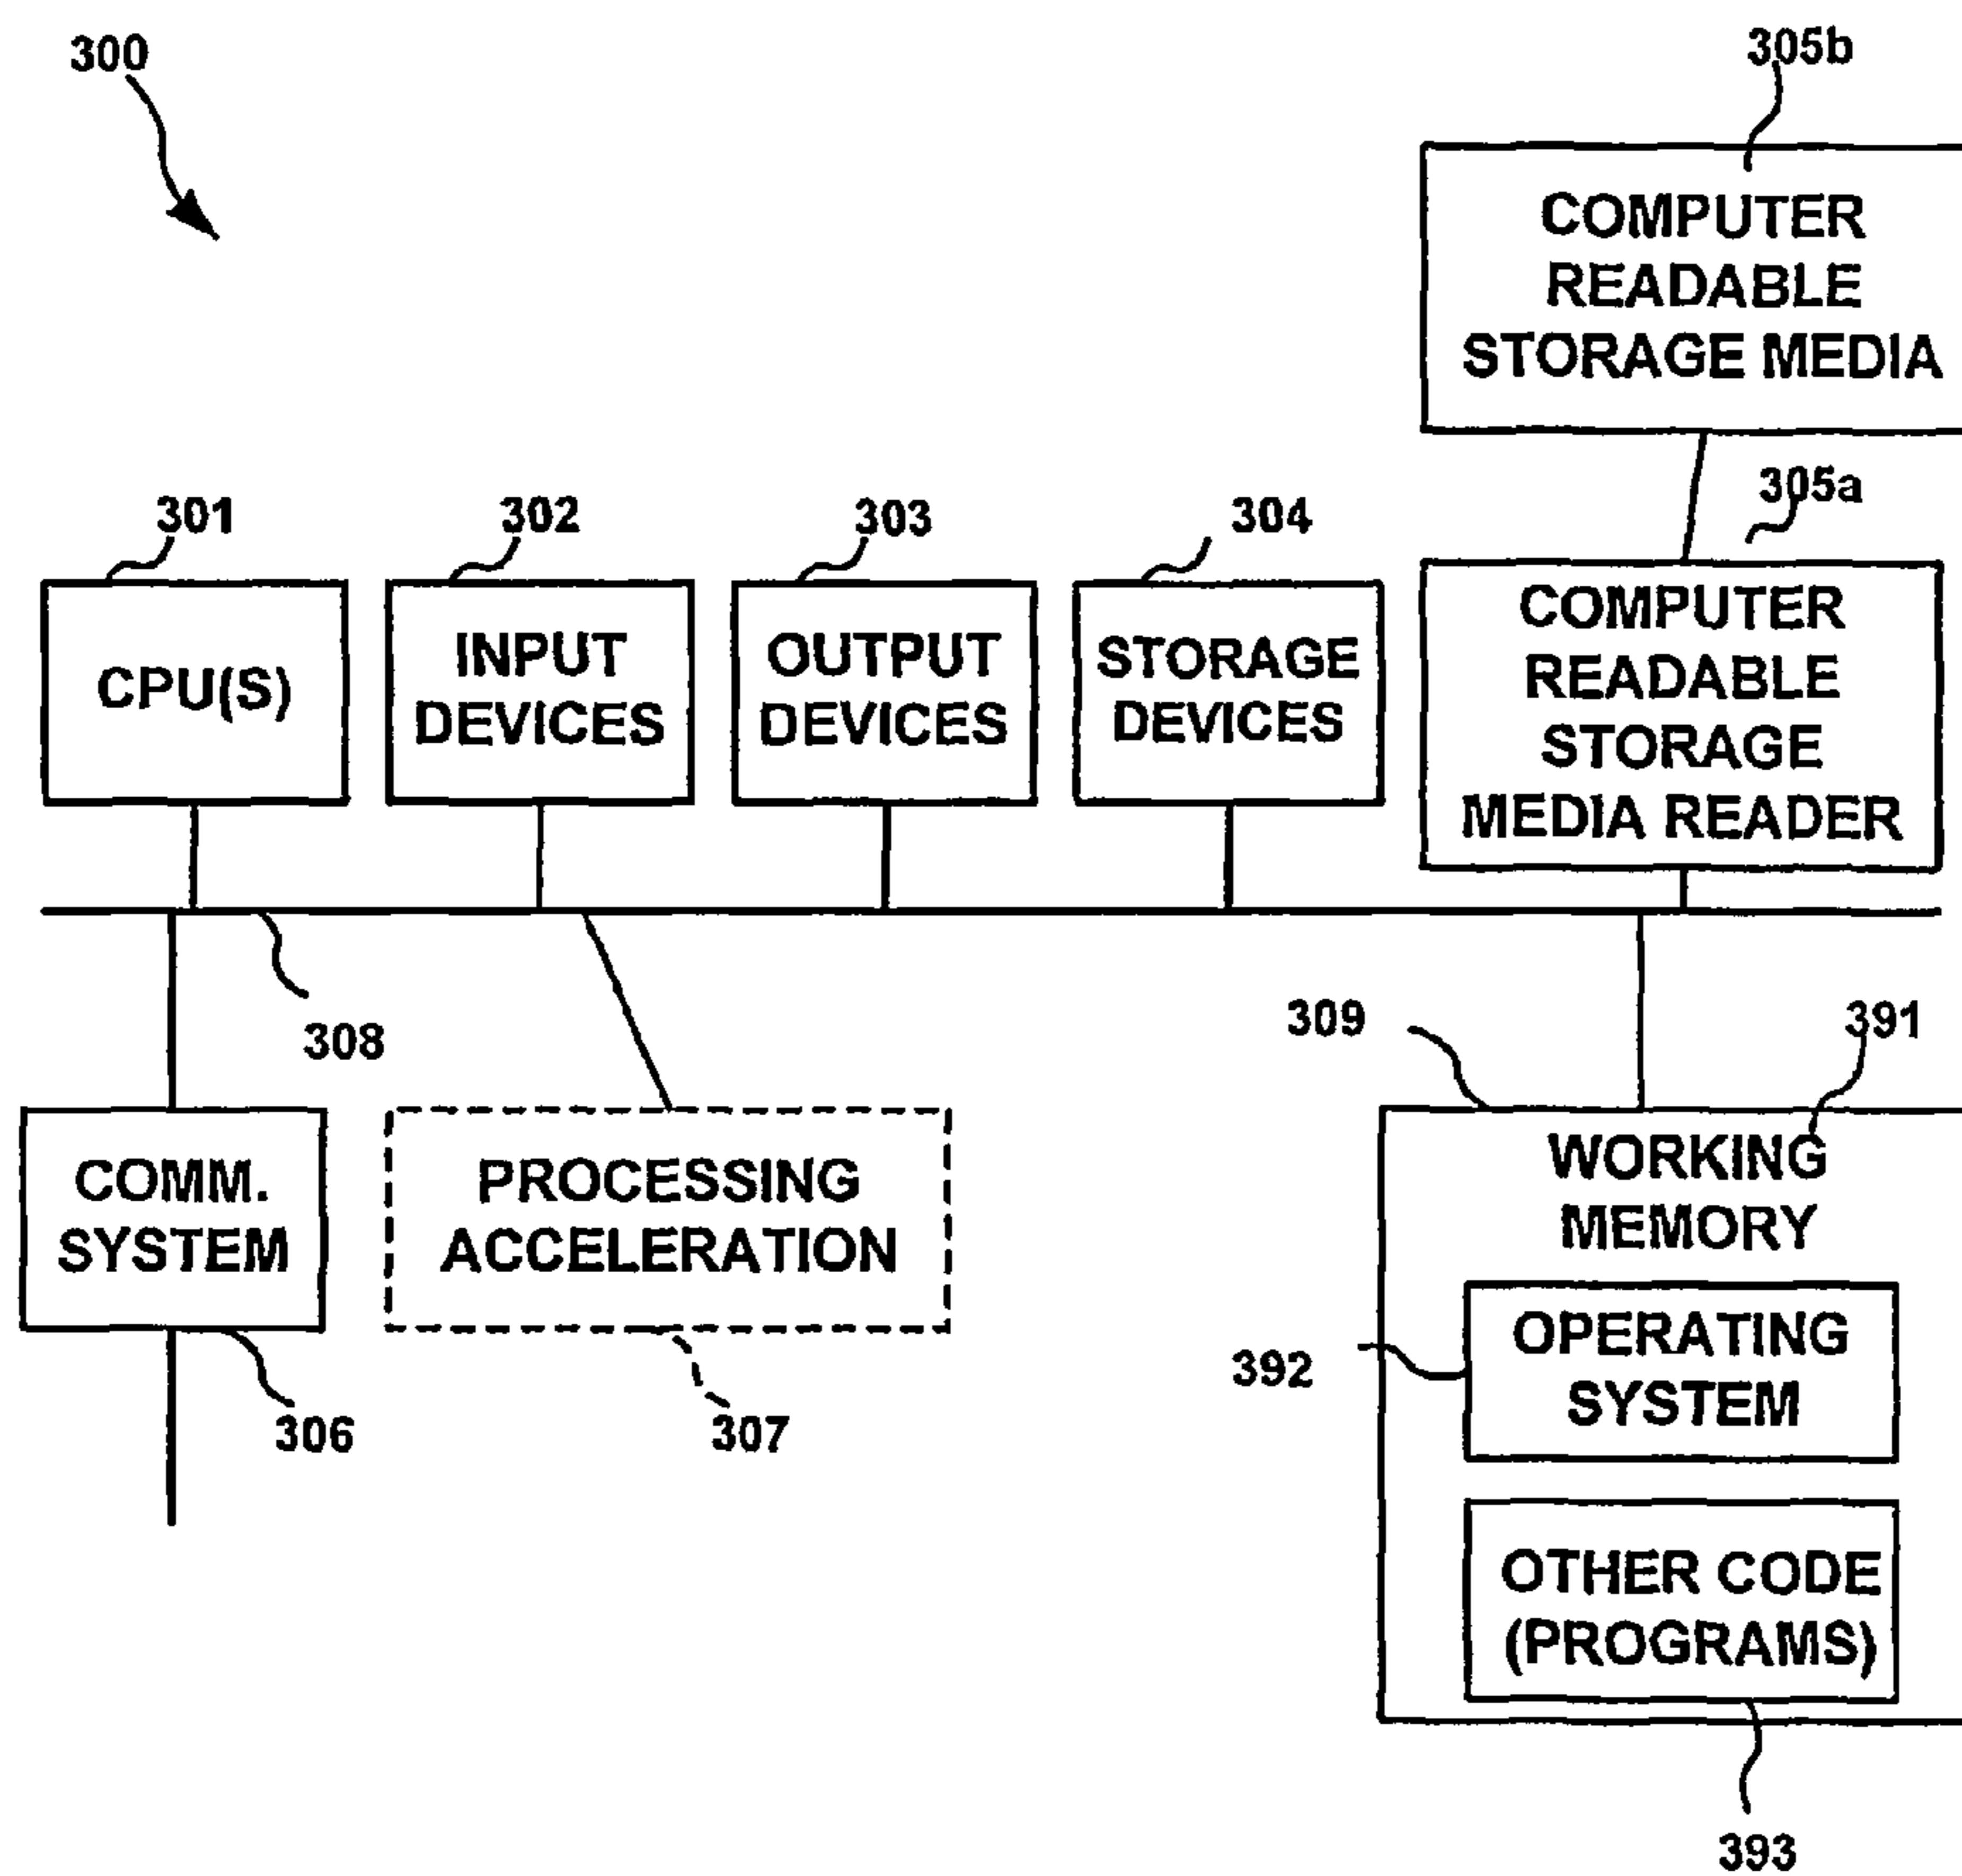 300
305b
COMPUTER
READABLE
STORAGE MEDIA
305a
301
302
303
304
CPU(S)
INPUT
DEVICES
OUTPUT
DEVICES
STORAGE
DEVICES
COMPUTER
READABLE
STORAGE
MEDIA READER
308
309
391
COMM.
SYSTEM
PROCESSING
ACCELERATION
WORKING
MEMORY
306
307
392
OPERATING
SYSTEM
OTHER CODE
(PROGRAMS)
393